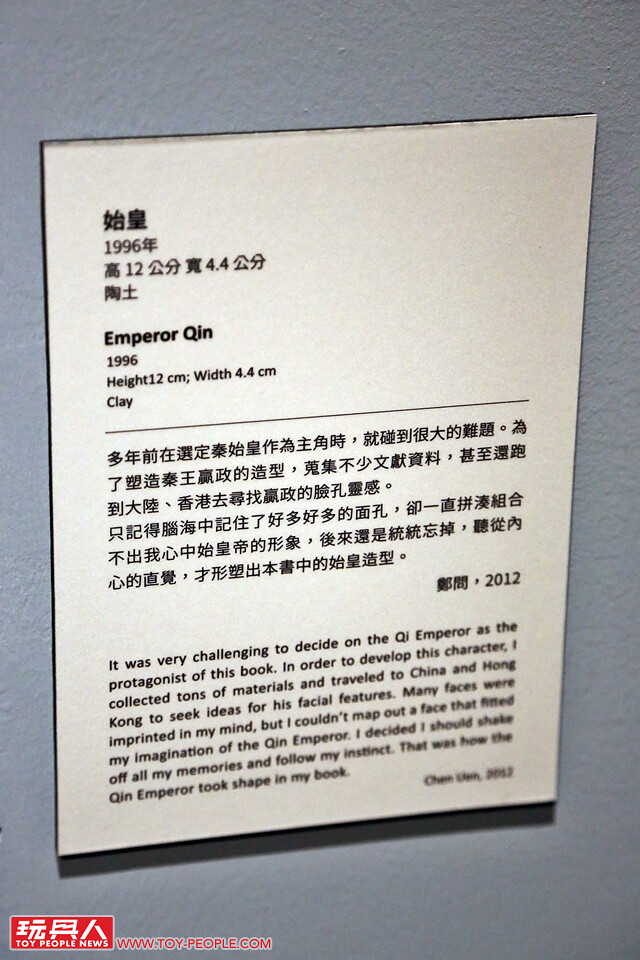 始皇
1996年
高 12 公分 寬 4.4 公分
陶土
Emperor Qin
1996
Height12 cm; Width 4.4 cm
Clay
多年前在選定秦始皇作為主角時，就碰到很大的難題。為
了塑造秦王嬴政的造型，蒐集不少文獻資料，甚至還跑
到大陸、香港去尋找嬴政的臉孔靈感。
只記得腦海中記住了好多好多的面孔，卻一直拼湊組合
不出我心中始皇帝的形象，後來還是統統忘掉，聽從內
心的直覺，才形塑出本書中的始皇造型。
鄭問，2012
It was very challenging to decide on the Qi Emperor as the
protagonist of this book. In order to develop this character, I
collected tons of materials and traveled to China and Hong
Kong to seek ideas for his facial features. Many faces were
imprinted in my mind, but I couldn't map out a face that fitted
my imagination of the Qin Emperor. I decided I should shake
off all my memories and follow my instinct. That was how the
Qin Emperor took shape in my book.
Chen Uen, 2012
玩具人
TOY PEOPLE NEWS
WWW.TOY-PEOPLE.COM